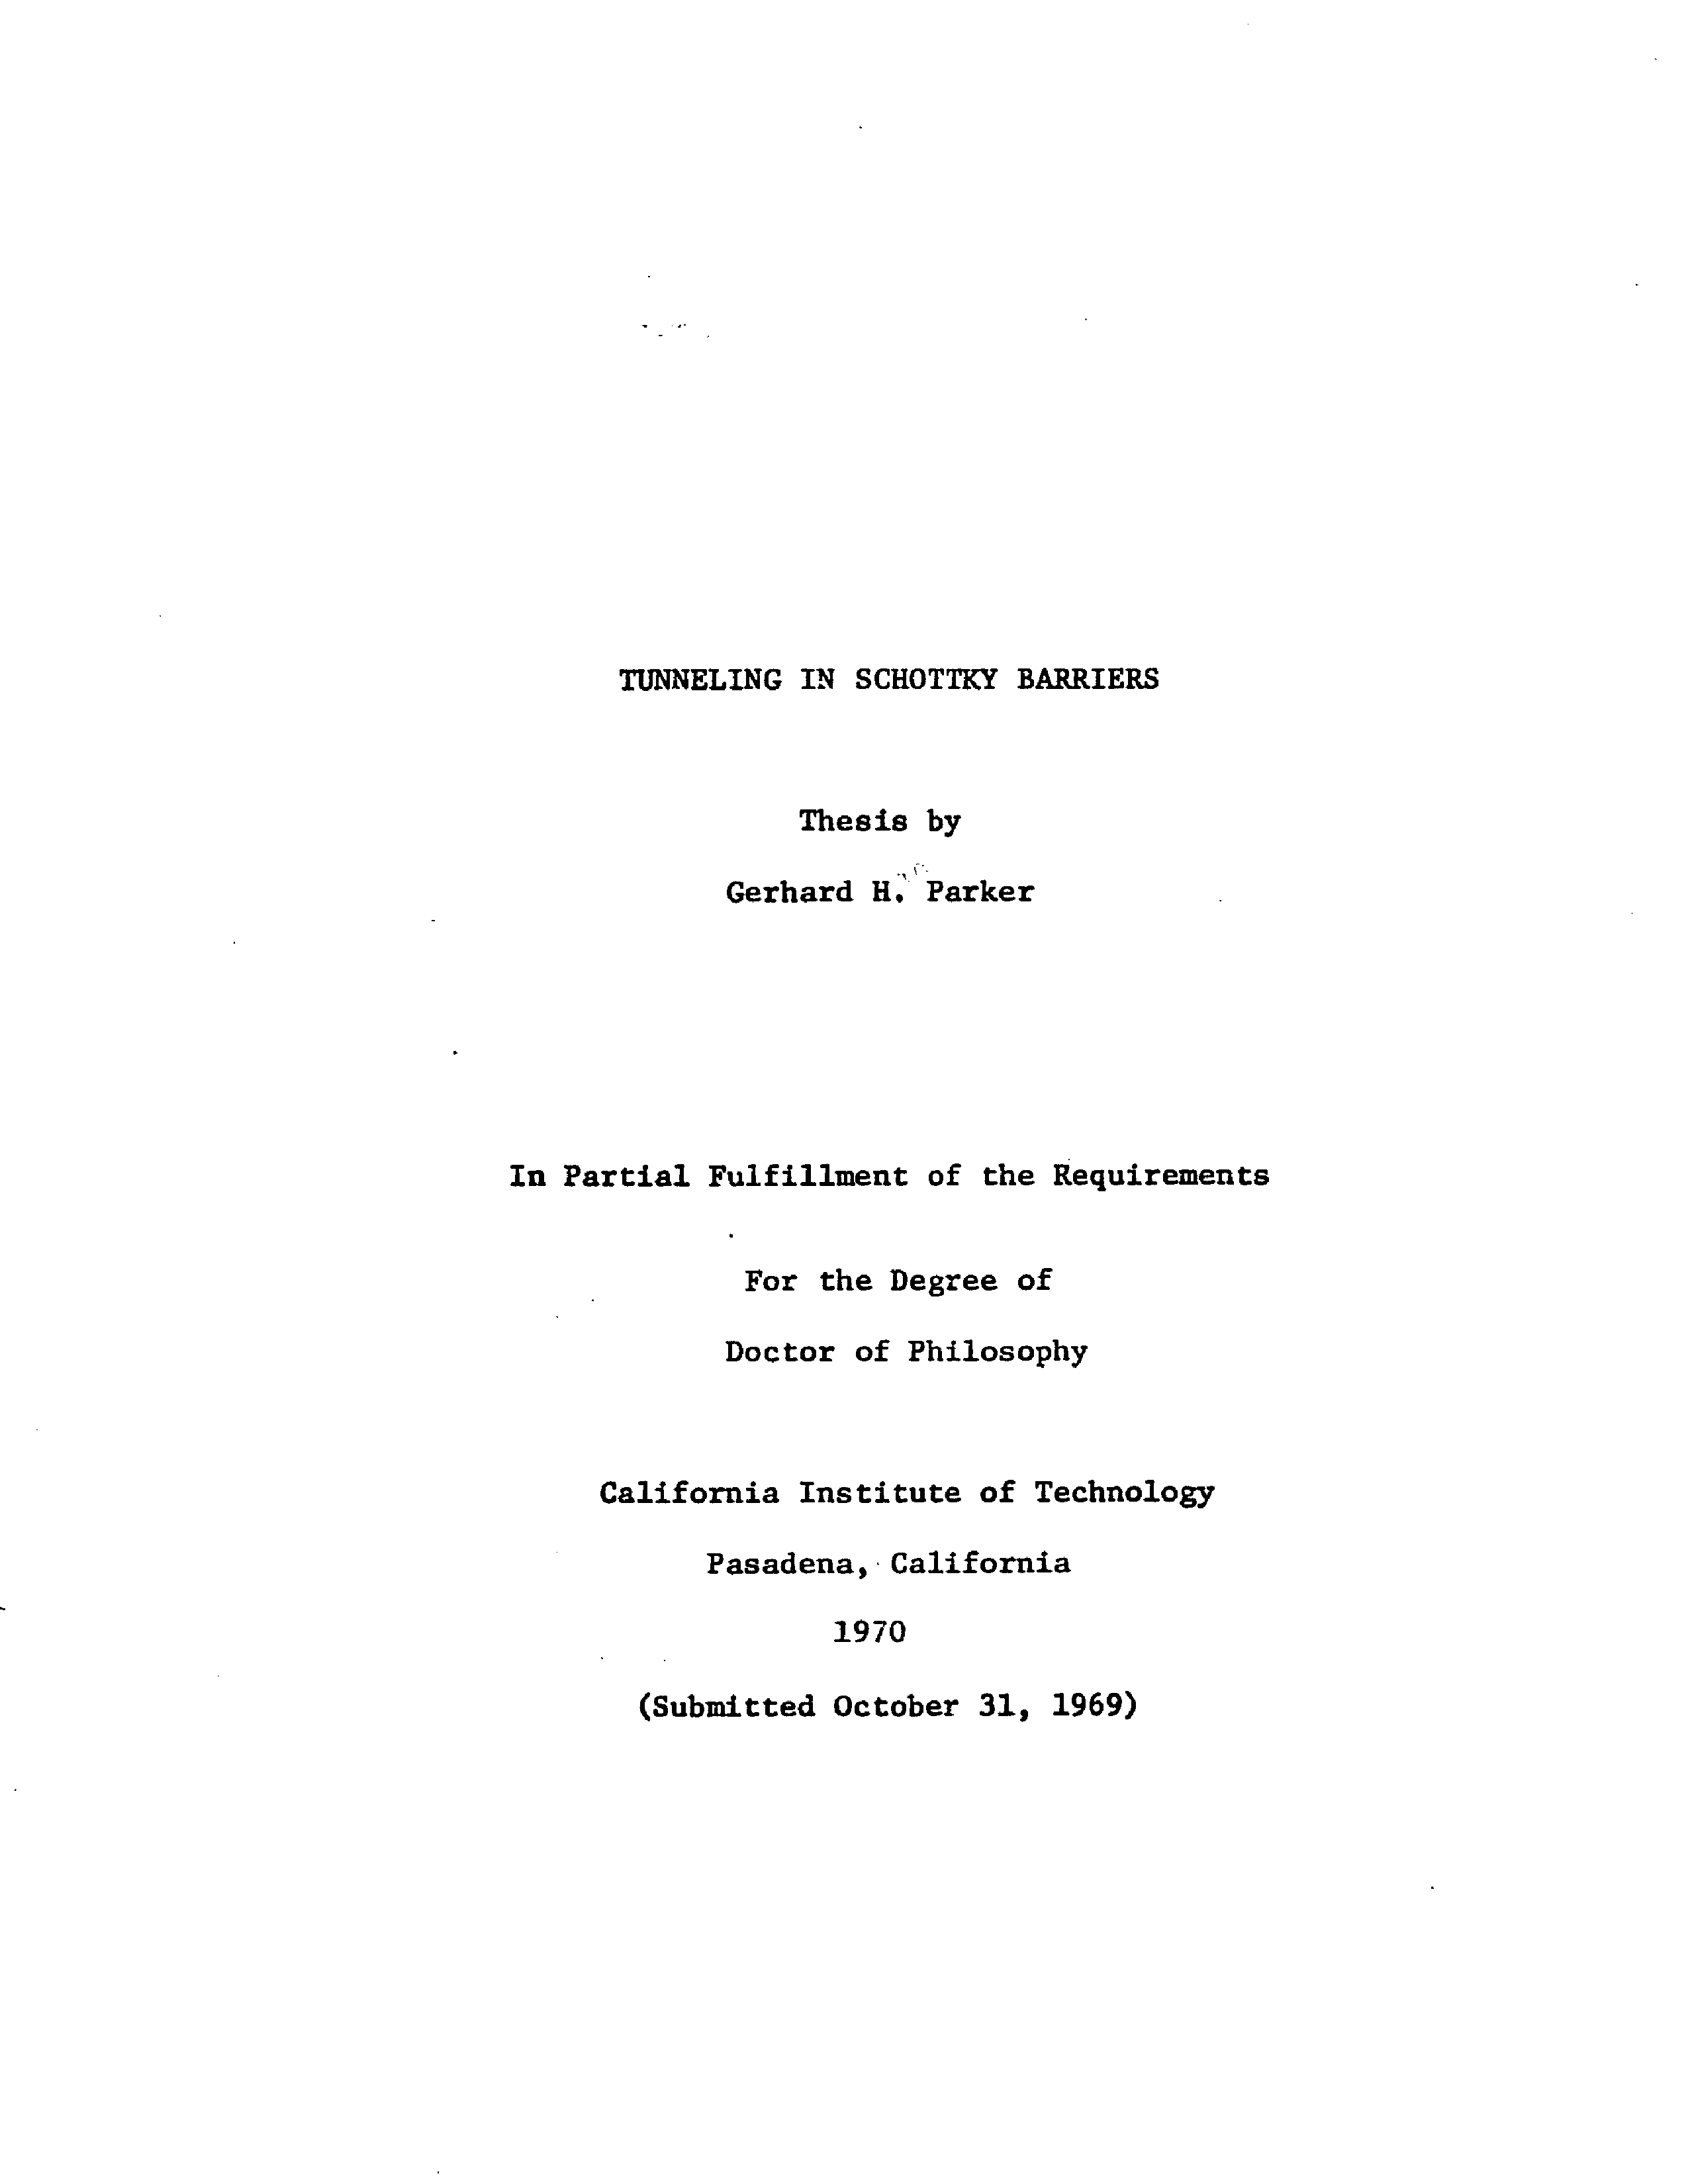 TUNNELING IN SCHOTTKY BARRIERS
Thesis by
Gerhard H. Parker
In Partial Fulfillment of the Requirements
For the Degree of
Doctor of Philosophy
California Institute of Technology
Pasadena, California
1970
(Submitted October 31, 1969)